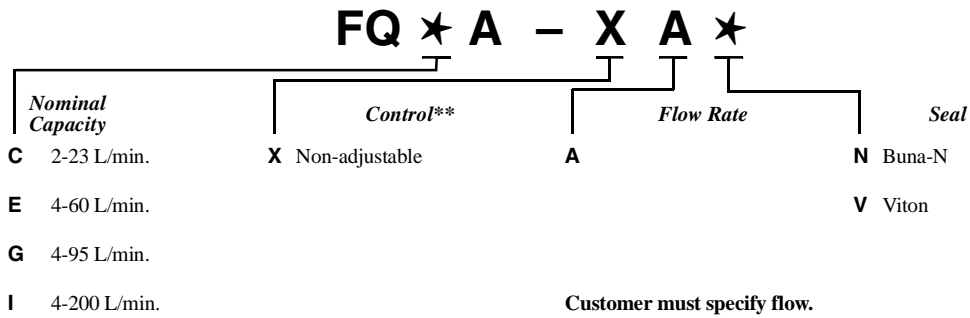 FQ ✶ A – X A ✶
Nominal Capacity Control** Flow Rate Seal
C 2-23 L/min. X Non-adjustable A N Buna-N
E 4-60 L/min. V Viton
G 4-95 L/min.
I 4-200 L/min. Customer must specify flow.